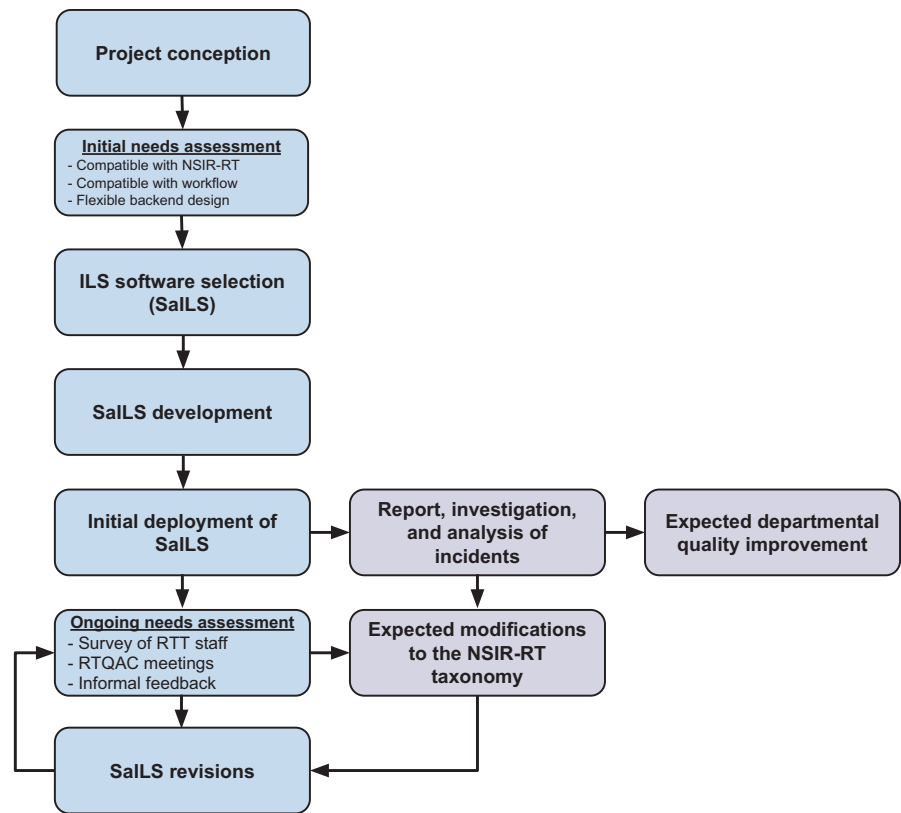 Project conception
Initial needs assessment
- Compatible with NSIR-RT
- Compatible with workflow
- Flexible backend design
ILS software selection
(SaILS)
SaILS development
Initial deployment of
SaILS
Report, investigation,
and analysis of
incidents
Expected departmental
quality improvement
Ongoing needs assessment
- Survey of RTT staff
- RTQAC meetings
- Informal feedback
Expected modifications
to the NSIR-RT
taxonomy
SaILS revisions